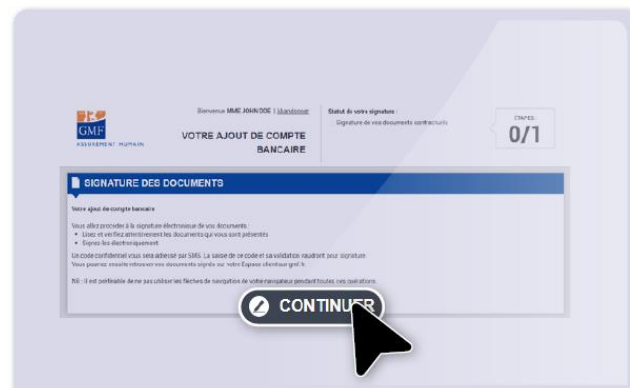 GMF
ASSURÉMENT HUMAIN
Bienvenue MME JOHN DOE | Abandonner
VOTRE AJOUT DE COMPTE
BANCAIRE
Statut de votre signature :
Signature de vos documents contractuels
ETAPES
0/1
SIGNATURE DES DOCUMENTS
Votre ajout de compte bancaire
Vous allez procéder à la signature électronique de vos documents :
• Lisez et vérifiez attentivement les documents qui vous sont présentés
• Signez les électroniquement
Un code confidentiel vous sera adressé par SMS. La saisie de ce code et sa validation vaudront pour signature
Vous pourrez ensuite retrouver vos documents signés sur votre Espace client sur gmf.fr
NB : Il est préférable de ne pas utiliser les flèches de navigation de votre navigateur pendant toutes ces opérations
CONTINUER